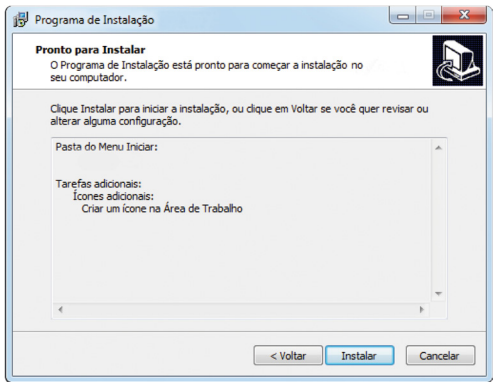 Programa de Instalação
Pronto para Instalar
O Programa de Instalação está pronto para começar a instalação no
seu computador.
Clique Instalar para iniciar a instalação, ou clique em Voltar se você quer revisar ou
alterar alguma configuração.
Pasta do Menu Iniciar:
Tarefas adicionais:
Ícones adicionais:
Criar um ícone na Área de Trabalho
< Voltar
Instalar
Cancelar